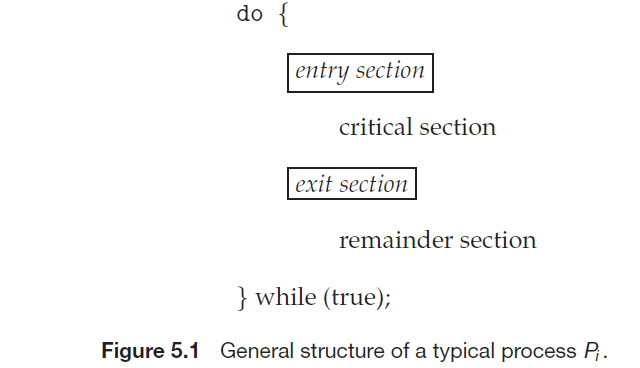 do {
entry section
critical section
exit section
remainder section
} while (true);
Figure 5.1 General structure of a typical process Pi.